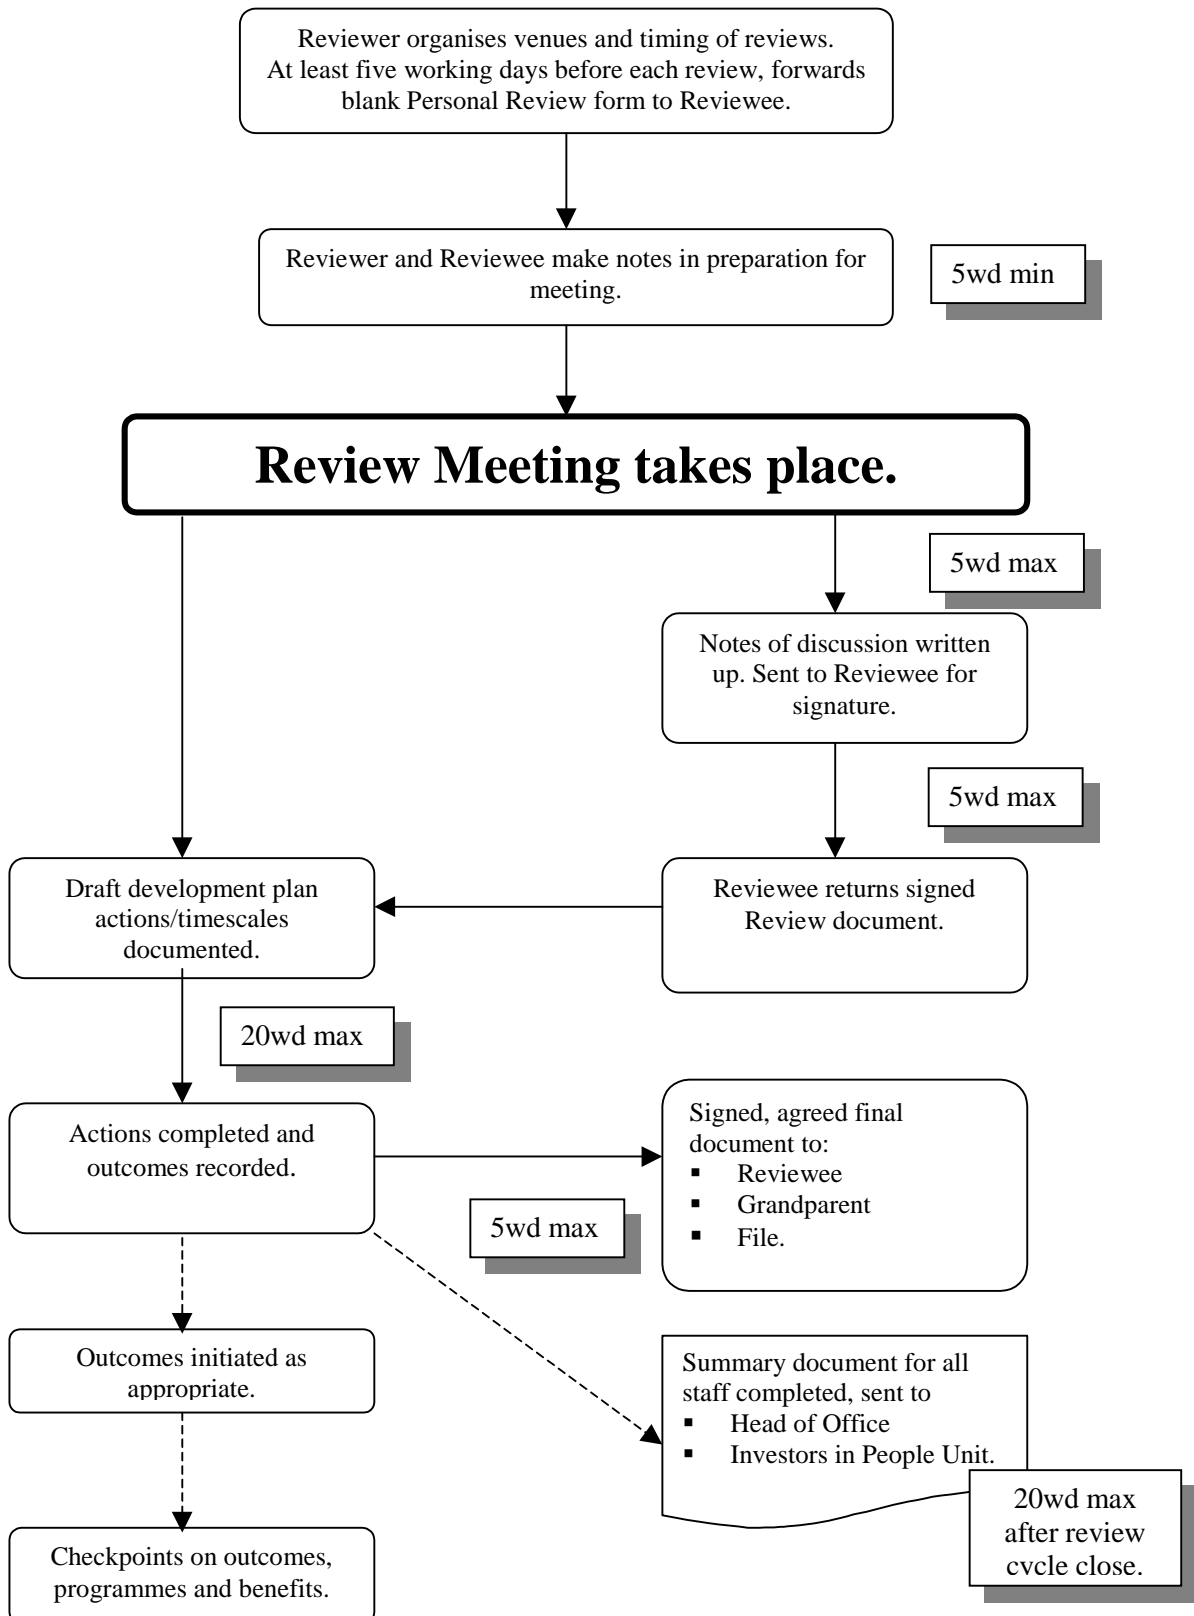 Reviewer organises venues and timing of reviews.
At least five working days before each review, forwards
blank Personal Review form to Reviewee.
Reviewer and Reviewee make notes in preparation for
meeting.
5wd min
Review Meeting takes place.
5wd max
Notes of discussion written
up. Sent to Reviewee for
signature.
5wd max
Draft development plan
actions/timescales
documented.
Reviewee returns signed
Review document.
20wd max
Actions completed and
outcomes recorded.
Signed, agreed final
document to:
▪ Reviewee
▪ Grandparent
▪ File.
5wd max
Outcomes initiated as
appropriate.
Summary document for all
staff completed, sent to
▪ Head of Office
▪ Investors in People Unit.
20wd max
after review
cycle close.
Checkpoints on outcomes,
programmes and benefits.